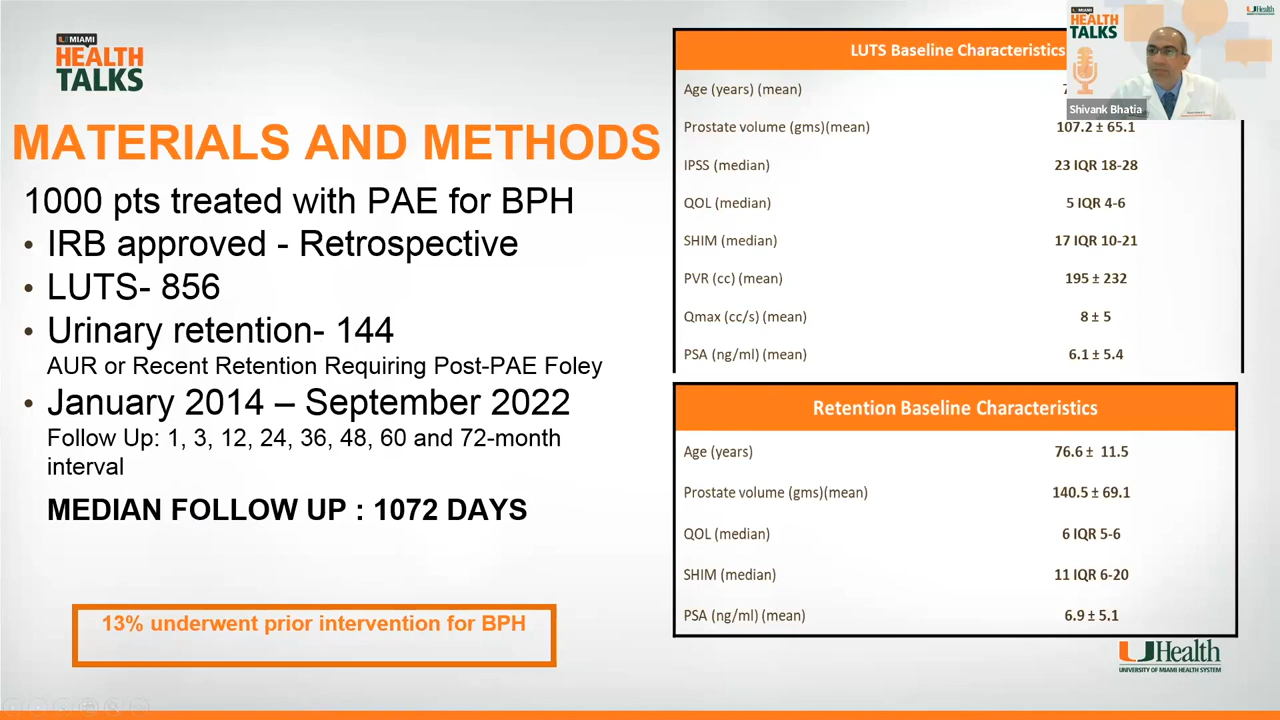 U MIAMI
HEALTH
TALKS
MATERIALS AND METHODS
1000 pts treated with PAE for BPH
• IRB approved - Retrospective
• LUTS- 856
• Urinary retention- 144
AUR or Recent Retention Requiring Post-PAE Foley
• January 2014 – September 2022
Follow Up: 1, 3, 12, 24, 36, 48, 60 and 72-month
interval
MEDIAN FOLLOW UP : 1072 DAYS
13% underwent prior intervention for BPH
LUTS Baseline Characteristics
Age (years) (mean)
Prostate volume (gms)(mean) 107.2 ± 65.1
IPSS (median) 23 IQR 18-28
QOL (median) 5 IQR 4-6
SHIM (median) 17 IQR 10-21
PVR (cc) (mean) 195 ± 232
Qmax (cc/s) (mean) 8 ± 5
PSA (ng/ml) (mean) 6.1 ± 5.4
Retention Baseline Characteristics
Age (years) 76.6 ± 11.5
Prostate volume (gms)(mean) 140.5 ± 69.1
QOL (median) 6 IQR 5-6
SHIM (median) 11 IQR 6-20
PSA (ng/ml) (mean) 6.9 ± 5.1
U MIAMI
HEALTH
TALKS
UHealth
Shivank Bhatia
UHealth
UNIVERSITY OF MIAMI HEALTH SYSTEM